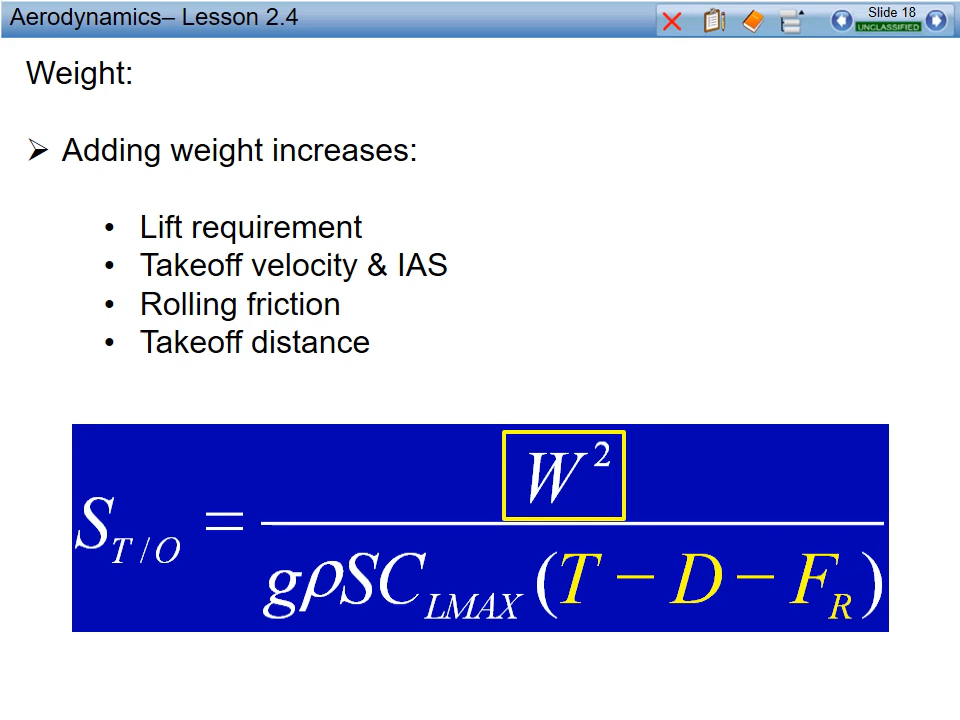 Aerodynamics– Lesson 2.4
Slide 18
UNCLASSIFIED
Weight:
➢ Adding weight increases:
• Lift requirement
• Takeoff velocity & IAS
• Rolling friction
• Takeoff distance
W²
S_T/O =
gρSC_LMAX (T − D − F_R)